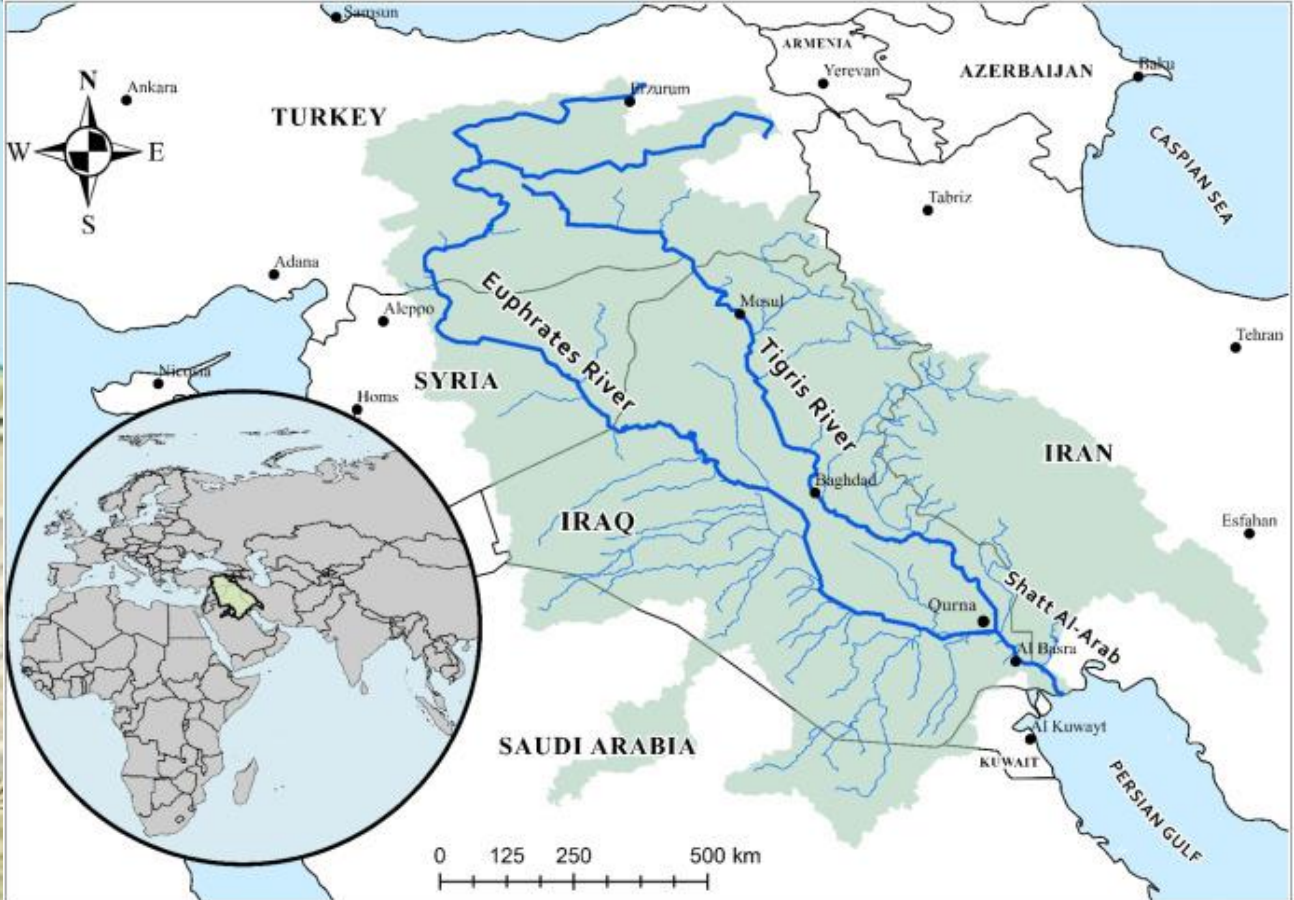 Samsun
ARMENIA
Yerevan
AZERBAIJAN
Baku
N
Ankara
TURKEY
Erzurum
W
E
S
CASPIAN SEA
Tabriz
Adana
Aleppo
Euphrates River
Mosul
Tigris River
Tehran
Nicosia
SYRIA
Homs
IRAN
Baghdad
IRAQ
Esfahan
Qurna
Shatt Al-Arab
Al Basra
SAUDI ARABIA
Al Kuwayt
KUWAIT
PERSIAN GULF
0 125 250 500 km